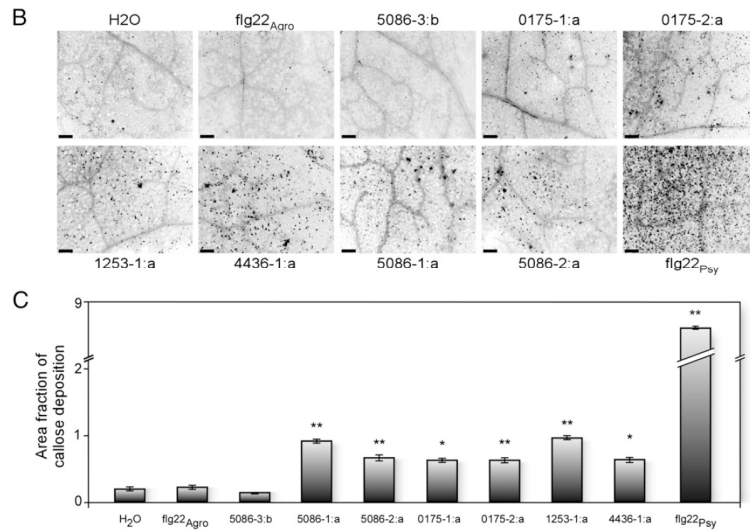 B
H2O flg22Agro 5086-3:b 0175-1:a 0175-2:a
1253-1:a 4436-1:a 5086-1:a 5086-2:a flg22Psy
C
Area fraction of
callose deposition
9
2
1
0
** ** * ** ** * **
H2O flg22Agro 5086-3:b 5086-1:a 5086-2:a 0175-1:a 0175-2:a 1253-1:a 4436-1:a flg22Psy